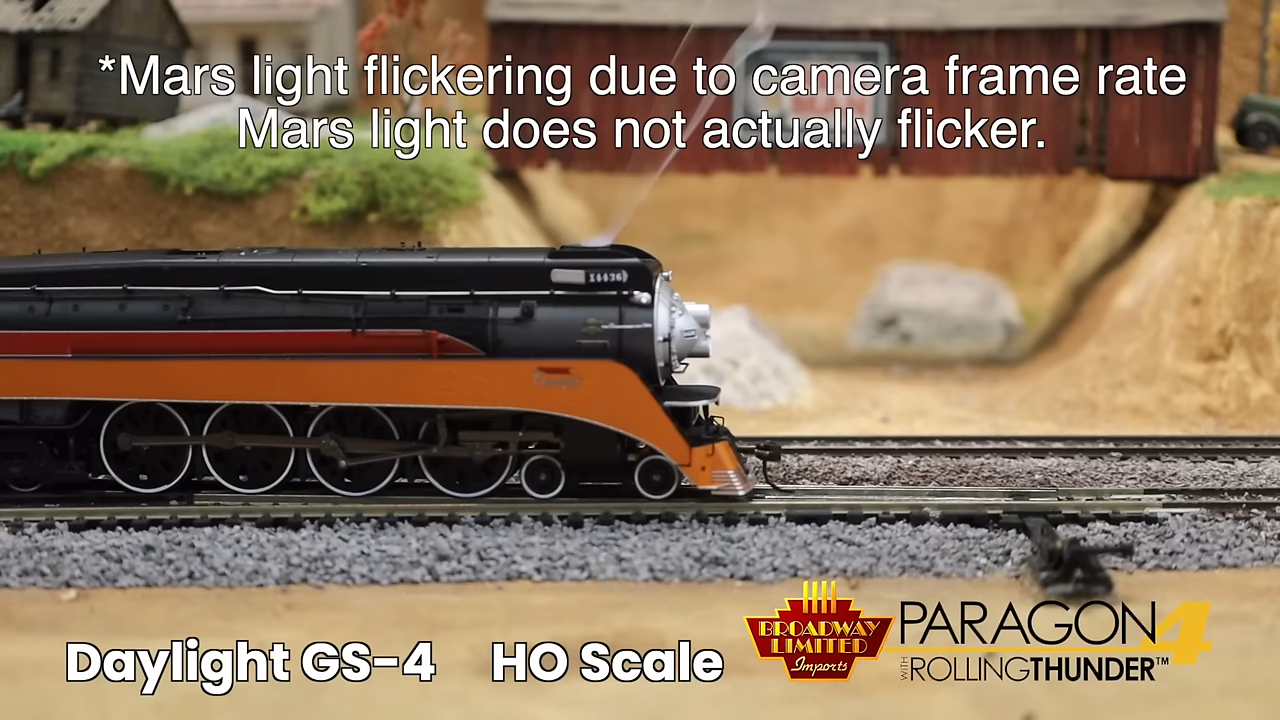 *Mars light flickering due to camera frame rate
Mars light does not actually flicker.
X4436
Daylight GS-4 HO Scale
BROADWAY
LIMITED
Imports
PARAGON4
WITH ROLLINGTHUNDER™